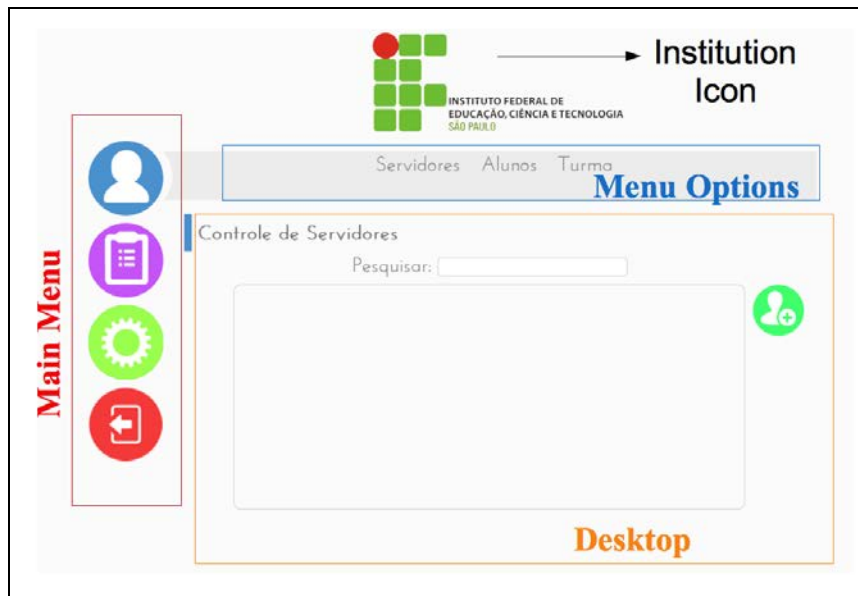 Institution
Icon
INSTITUTO FEDERAL DE
EDUCAÇÃO, CIÊNCIA E TECNOLOGIA
SÃO PAULO
Servidores Alunos Turma
Menu Options
Main Menu
Controle de Servidores
Pesquisar:
Desktop